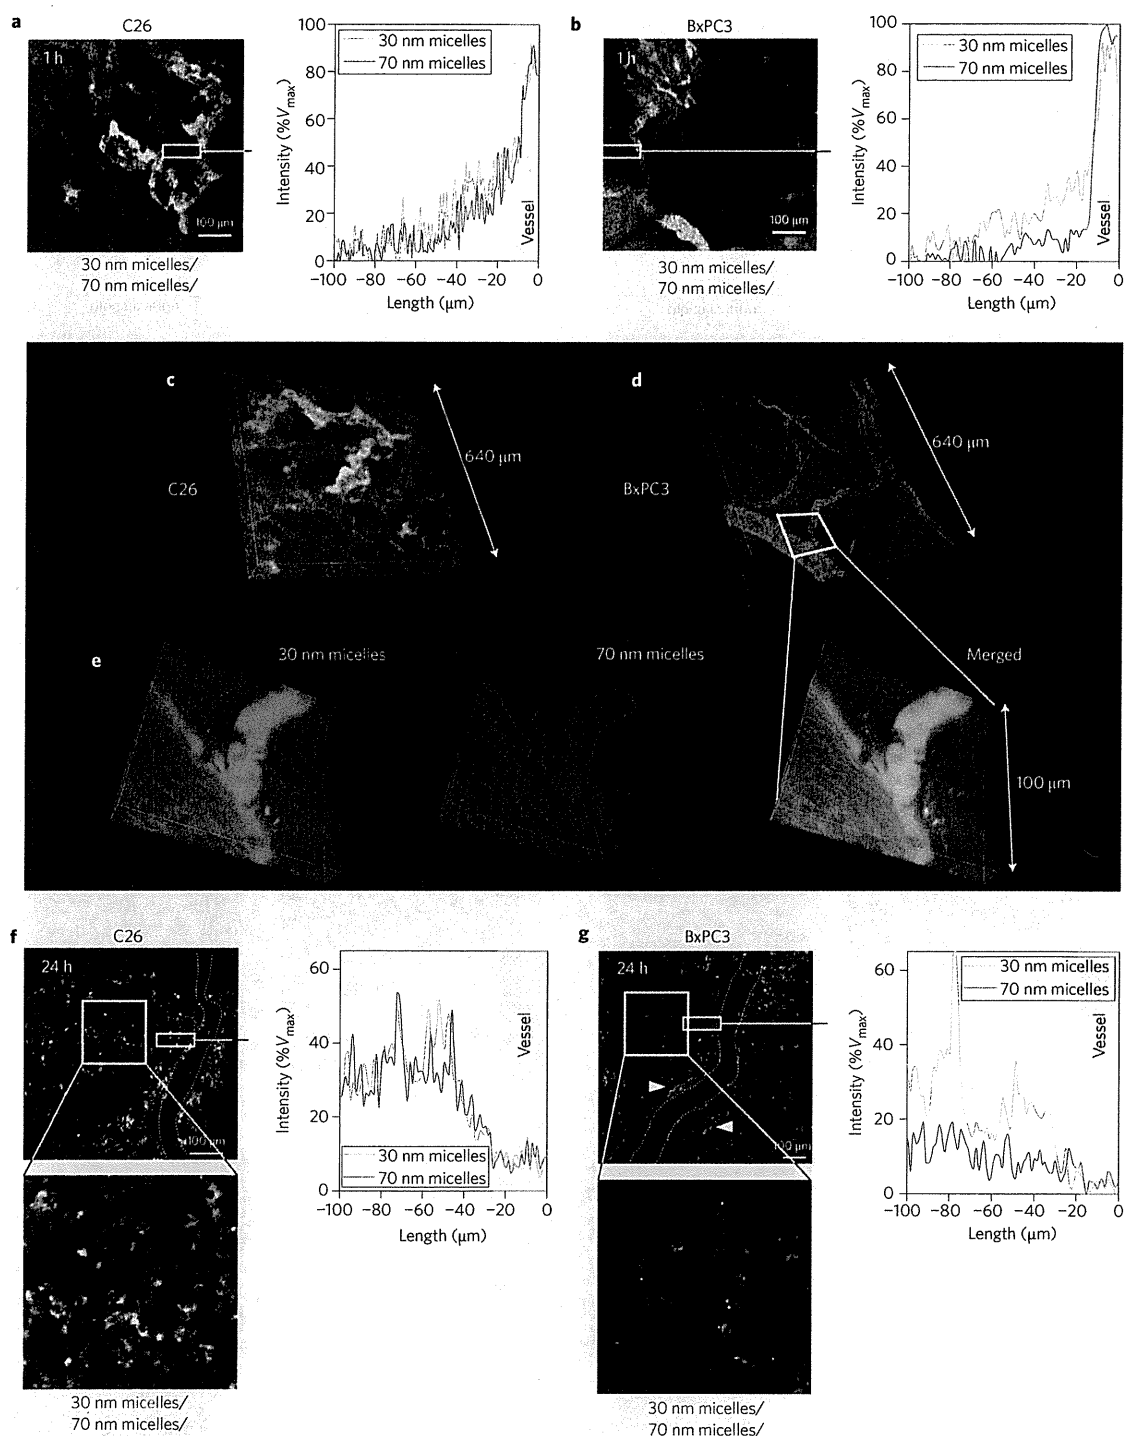 a
C26
1 h
100 μm
30 nm micelles/
70 nm micelles/
30 nm micelles
70 nm micelles
Intensity (%Vmax)
100
80
60
40
20
0
Vessel
−100 −80 −60 −40 −20 0
Length (μm)
b
BxPC3
1 h
100 μm
30 nm micelles/
70 nm micelles/
30 nm micelles
70 nm micelles
Intensity (%Vmax)
100
80
60
40
20
0
Vessel
−100 −80 −60 −40 −20 0
Length (μm)
c
C26
640 μm
d
BxPC3
640 μm
e
30 nm micelles
70 nm micelles
Merged
100 μm
f
C26
24 h
100 μm
30 nm micelles/
70 nm micelles/
Intensity (%Vmax)
60
40
20
0
Vessel
30 nm micelles
70 nm micelles
−100 −80 −60 −40 −20 0
Length (μm)
g
BxPC3
24 h
100 μm
30 nm micelles/
70 nm micelles/
30 nm micelles
70 nm micelles
Intensity (%Vmax)
60
40
20
0
Vessel
−100 −80 −60 −40 −20 0
Length (μm)